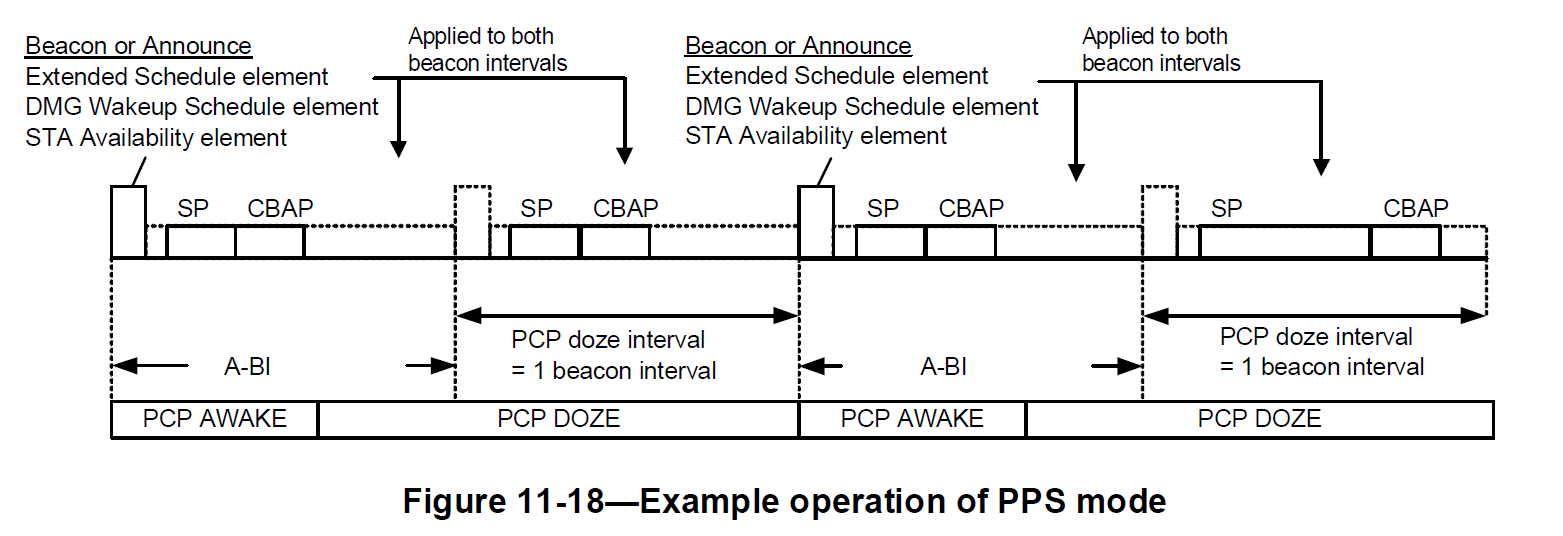 Beacon or Announce
Extended Schedule element
DMG Wakeup Schedule element
STA Availability element
Applied to both
beacon intervals
Beacon or Announce
Extended Schedule element
DMG Wakeup Schedule element
STA Availability element
Applied to both
beacon intervals
SP CBAP SP CBAP SP CBAP SP CBAP
PCP doze interval
= 1 beacon interval
PCP doze interval
= 1 beacon interval
A-BI A-BI
PCP AWAKE PCP DOZE PCP AWAKE PCP DOZE
Figure 11-18—Example operation of PPS mode